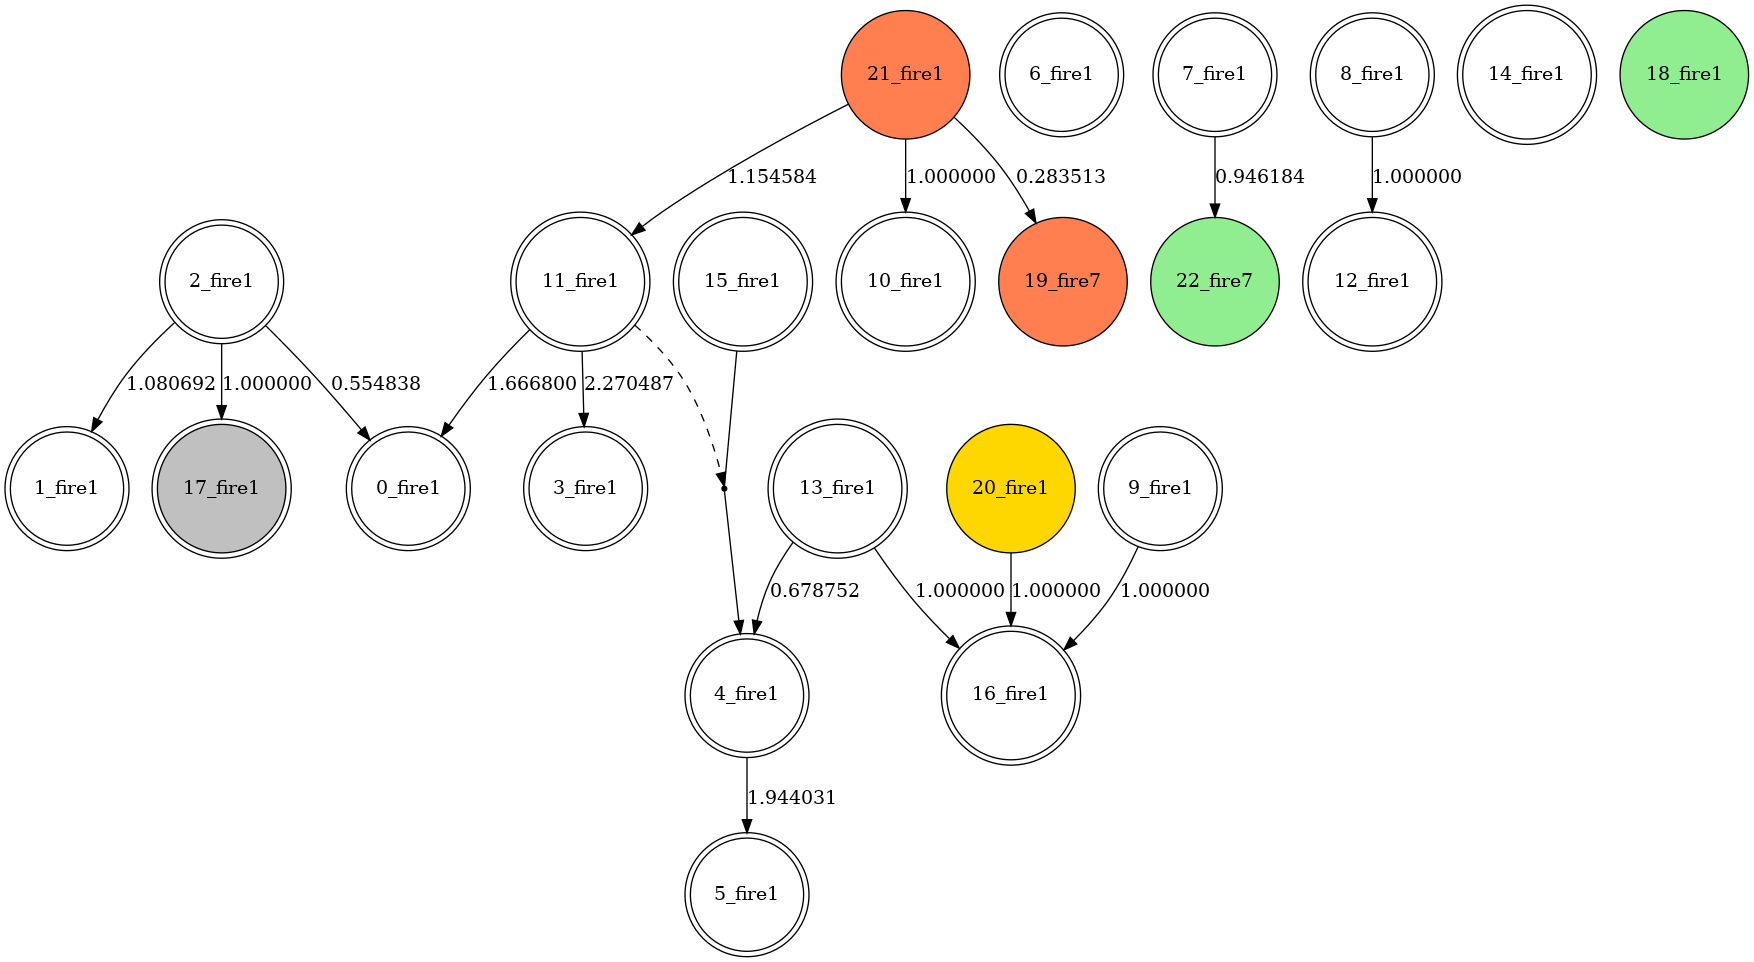 21_fire1
6_fire1
7_fire1
8_fire1
14_fire1
18_fire1
1.154584
1.000000
0.283513
0.946184
1.000000
2_fire1
11_fire1
15_fire1
10_fire1
19_fire7
22_fire7
12_fire1
1.080692
1.000000
0.554838
1.666800
2.270487
1_fire1
17_fire1
0_fire1
3_fire1
13_fire1
20_fire1
9_fire1
0.678752
1.000000
1.000000
1.000000
4_fire1
16_fire1
1.944031
5_fire1